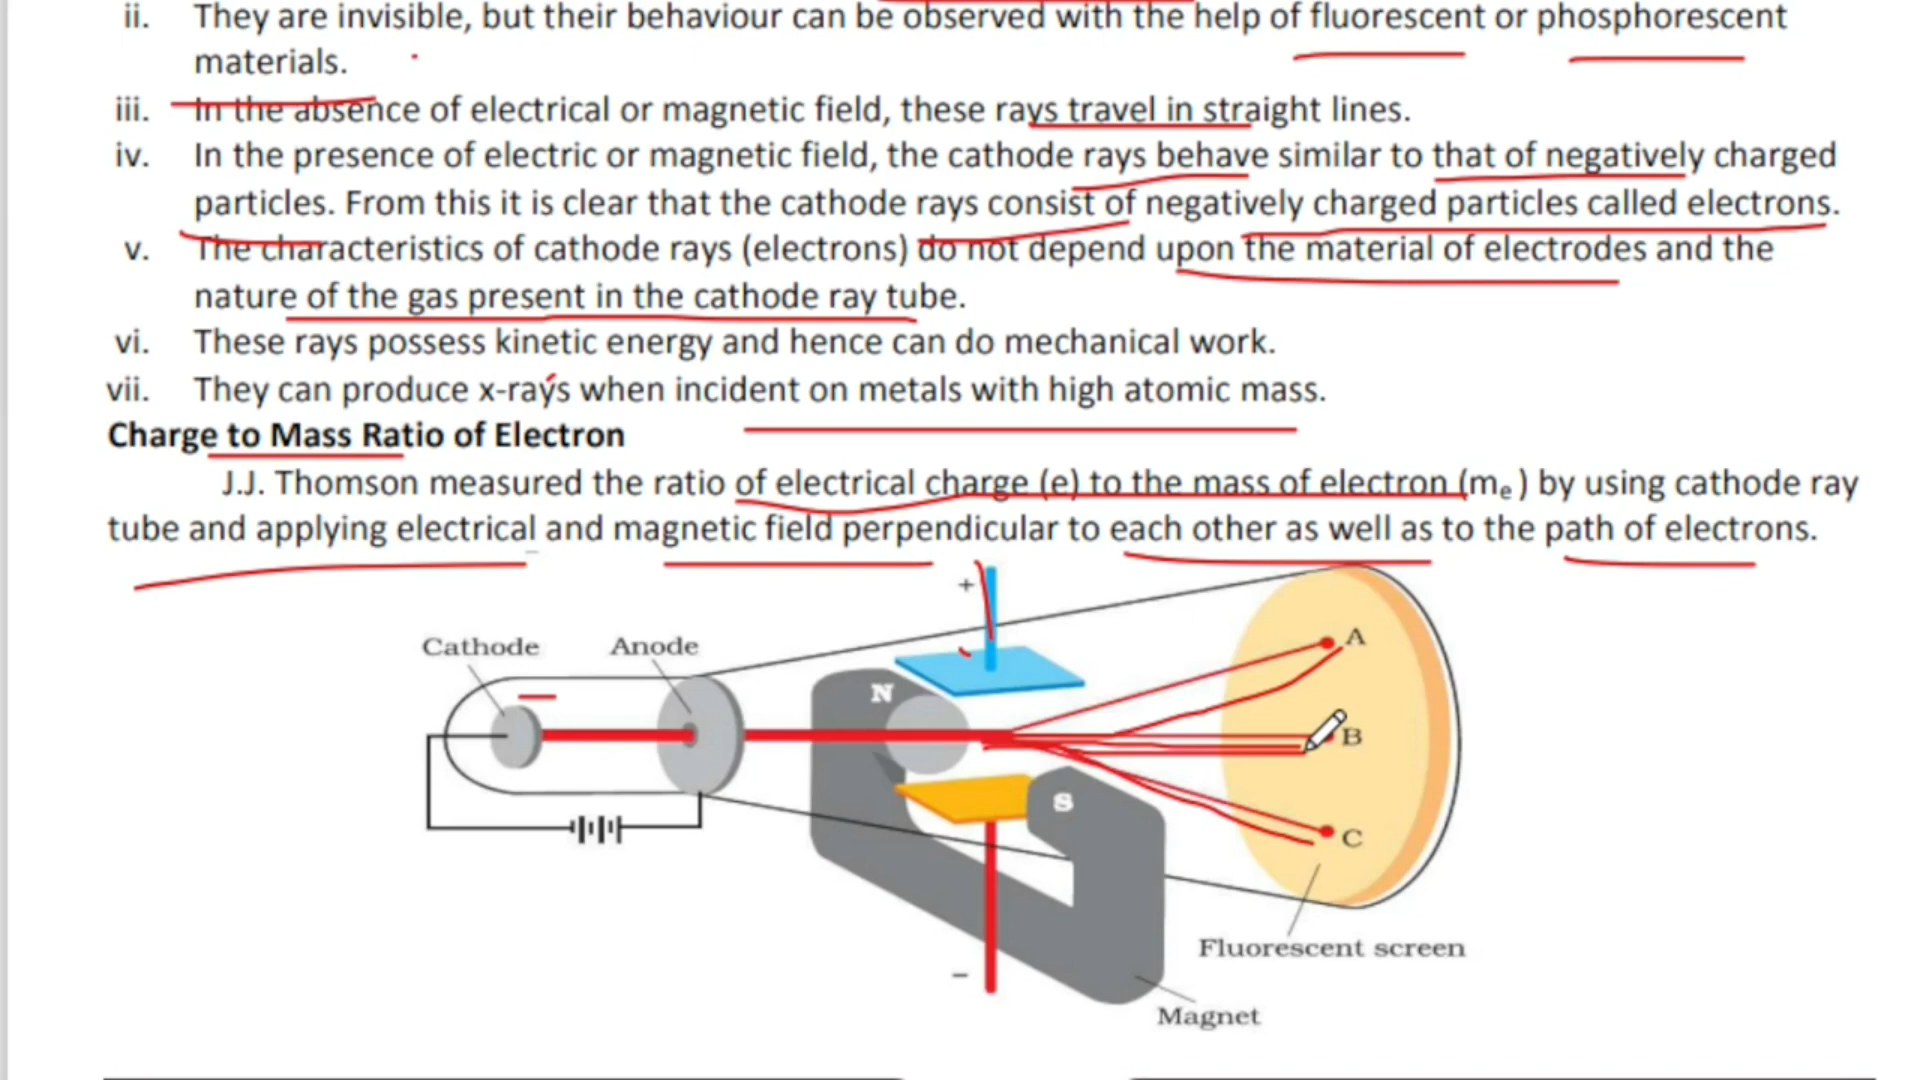 ii. They are invisible, but their behaviour can be observed with the help of fluorescent or phosphorescent
materials.
iii. In the absence of electrical or magnetic field, these rays travel in straight lines.
iv. In the presence of electric or magnetic field, the cathode rays behave similar to that of negatively charged
particles. From this it is clear that the cathode rays consist of negatively charged particles called electrons.
v. The characteristics of cathode rays (electrons) do not depend upon the material of electrodes and the
nature of the gas present in the cathode ray tube.
vi. These rays possess kinetic energy and hence can do mechanical work.
vii. They can produce x-rays when incident on metals with high atomic mass.
Charge to Mass Ratio of Electron
J.J. Thomson measured the ratio of electrical charge (e) to the mass of electron (mₑ) by using cathode ray
tube and applying electrical and magnetic field perpendicular to each other as well as to the path of electrons.
+
Cathode Anode
A
N
B
S
C
Fluorescent screen
−
Magnet